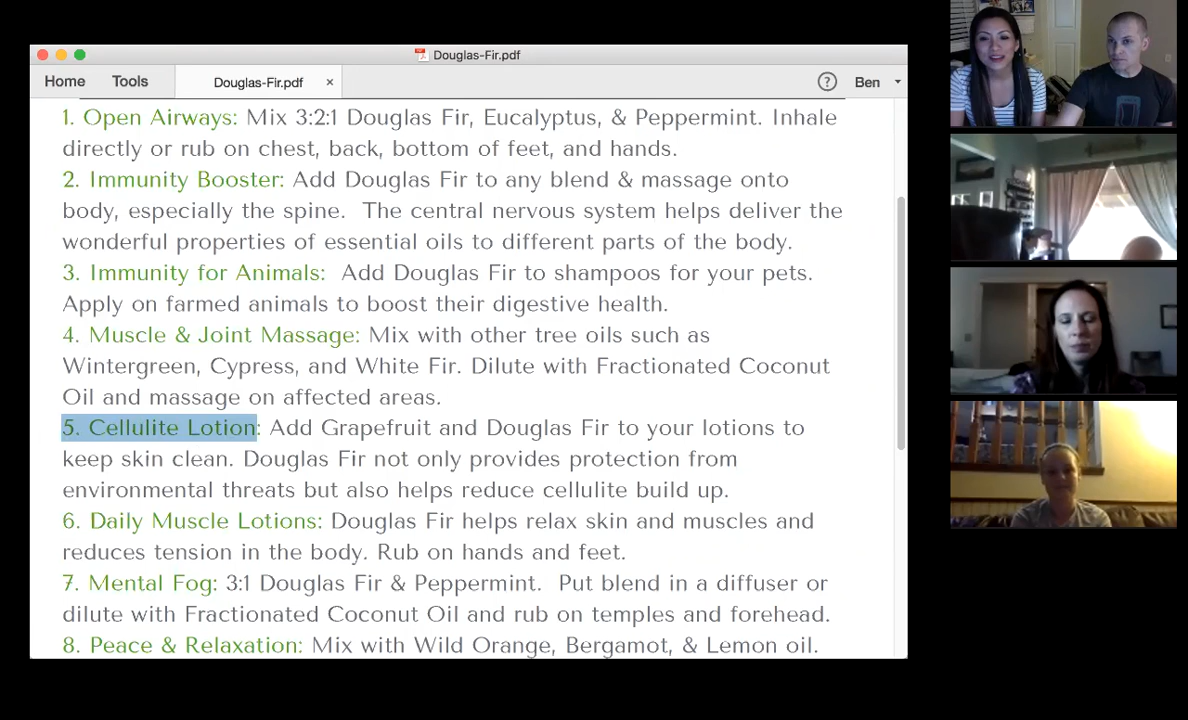 Douglas-Fir.pdf
Home Tools Douglas-Fir.pdf × ? Ben
1. Open Airways: Mix 3:2:1 Douglas Fir, Eucalyptus, & Peppermint. Inhale
directly or rub on chest, back, bottom of feet, and hands.
2. Immunity Booster: Add Douglas Fir to any blend & massage onto
body, especially the spine. The central nervous system helps deliver the
wonderful properties of essential oils to different parts of the body.
3. Immunity for Animals: Add Douglas Fir to shampoos for your pets.
Apply on farmed animals to boost their digestive health.
4. Muscle & Joint Massage: Mix with other tree oils such as
Wintergreen, Cypress, and White Fir. Dilute with Fractionated Coconut
Oil and massage on affected areas.
5. Cellulite Lotion: Add Grapefruit and Douglas Fir to your lotions to
keep skin clean. Douglas Fir not only provides protection from
environmental threats but also helps reduce cellulite build up.
6. Daily Muscle Lotions: Douglas Fir helps relax skin and muscles and
reduces tension in the body. Rub on hands and feet.
7. Mental Fog: 3:1 Douglas Fir & Peppermint. Put blend in a diffuser or
dilute with Fractionated Coconut Oil and rub on temples and forehead.
8. Peace & Relaxation: Mix with Wild Orange, Bergamot, & Lemon oil.